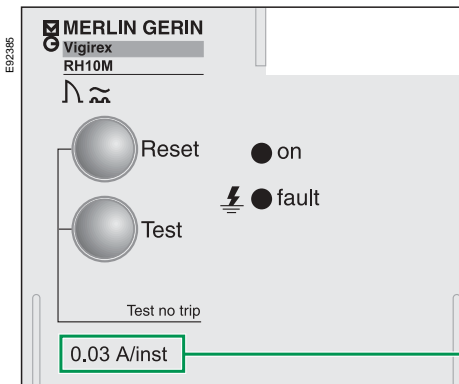 E92385
MERLIN GERIN
Vigirex
RH10M
Reset
on
fault
Test
Test no trip
0.03 A/inst